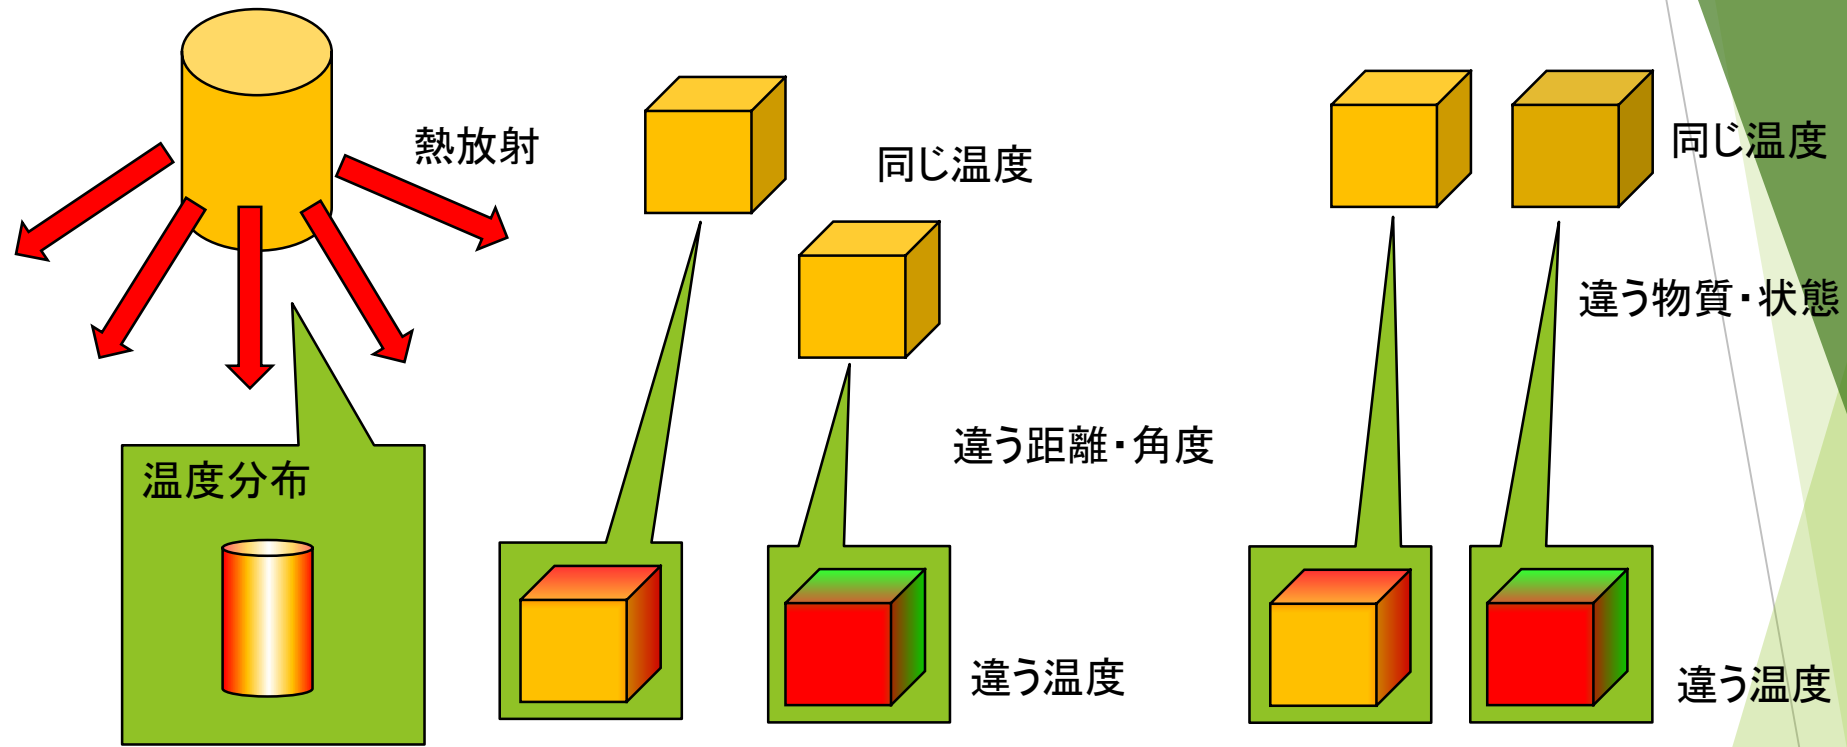 熱放射
温度分布
同じ温度
違う距離・角度
違う温度
同じ温度
違う物質・状態
違う温度